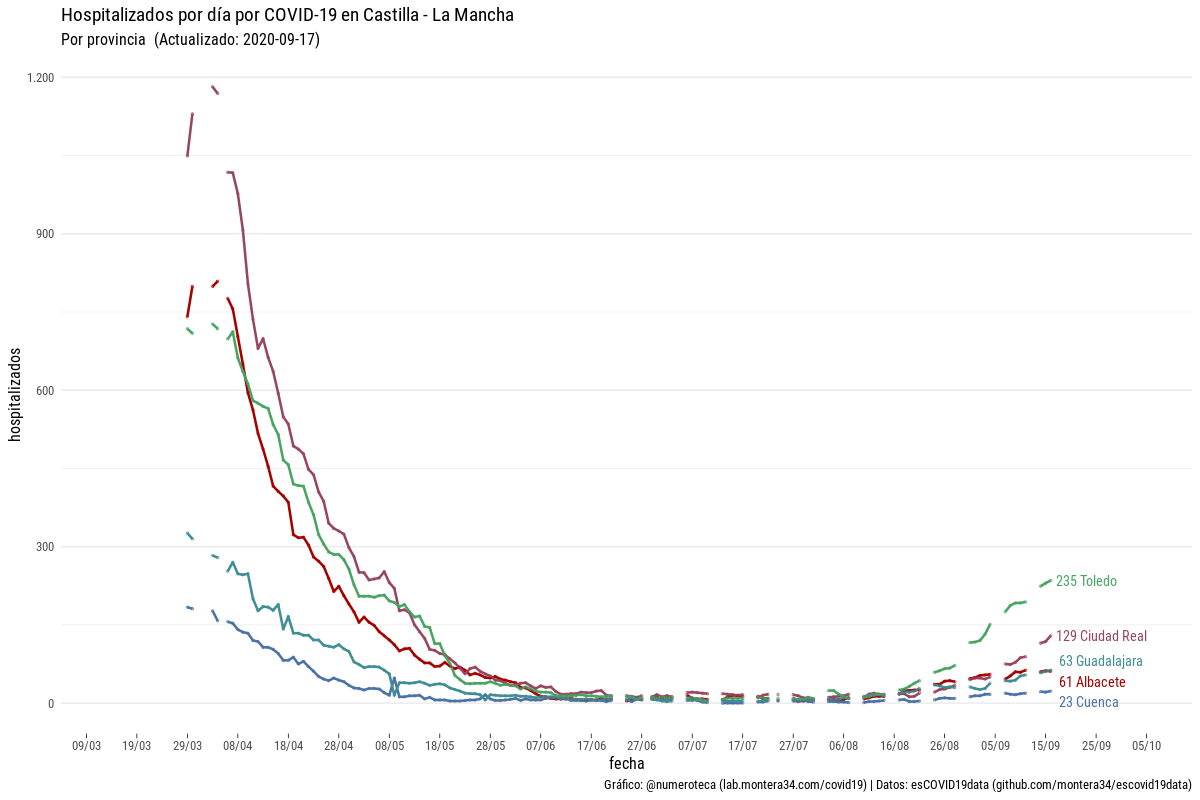 Hospitalizados por día por COVID-19 en Castilla - La Mancha
Por provincia  (Actualizado: 2020-09-17)
hospitalizados
1.200
900
600
300
0
235 Toledo
129 Ciudad Real
63 Guadalajara
61 Albacete
23 Cuenca
09/03 19/03 29/03 08/04 18/04 28/04 08/05 18/05 28/05 07/06 17/06 27/06 07/07 17/07 27/07 06/08 16/08 26/08 05/09 15/09 25/09 05/10
fecha
Gráfico: @numeroteca (lab.montera34.com/covid19) | Datos: esCOVID19data (github.com/montera34/escovid19data)